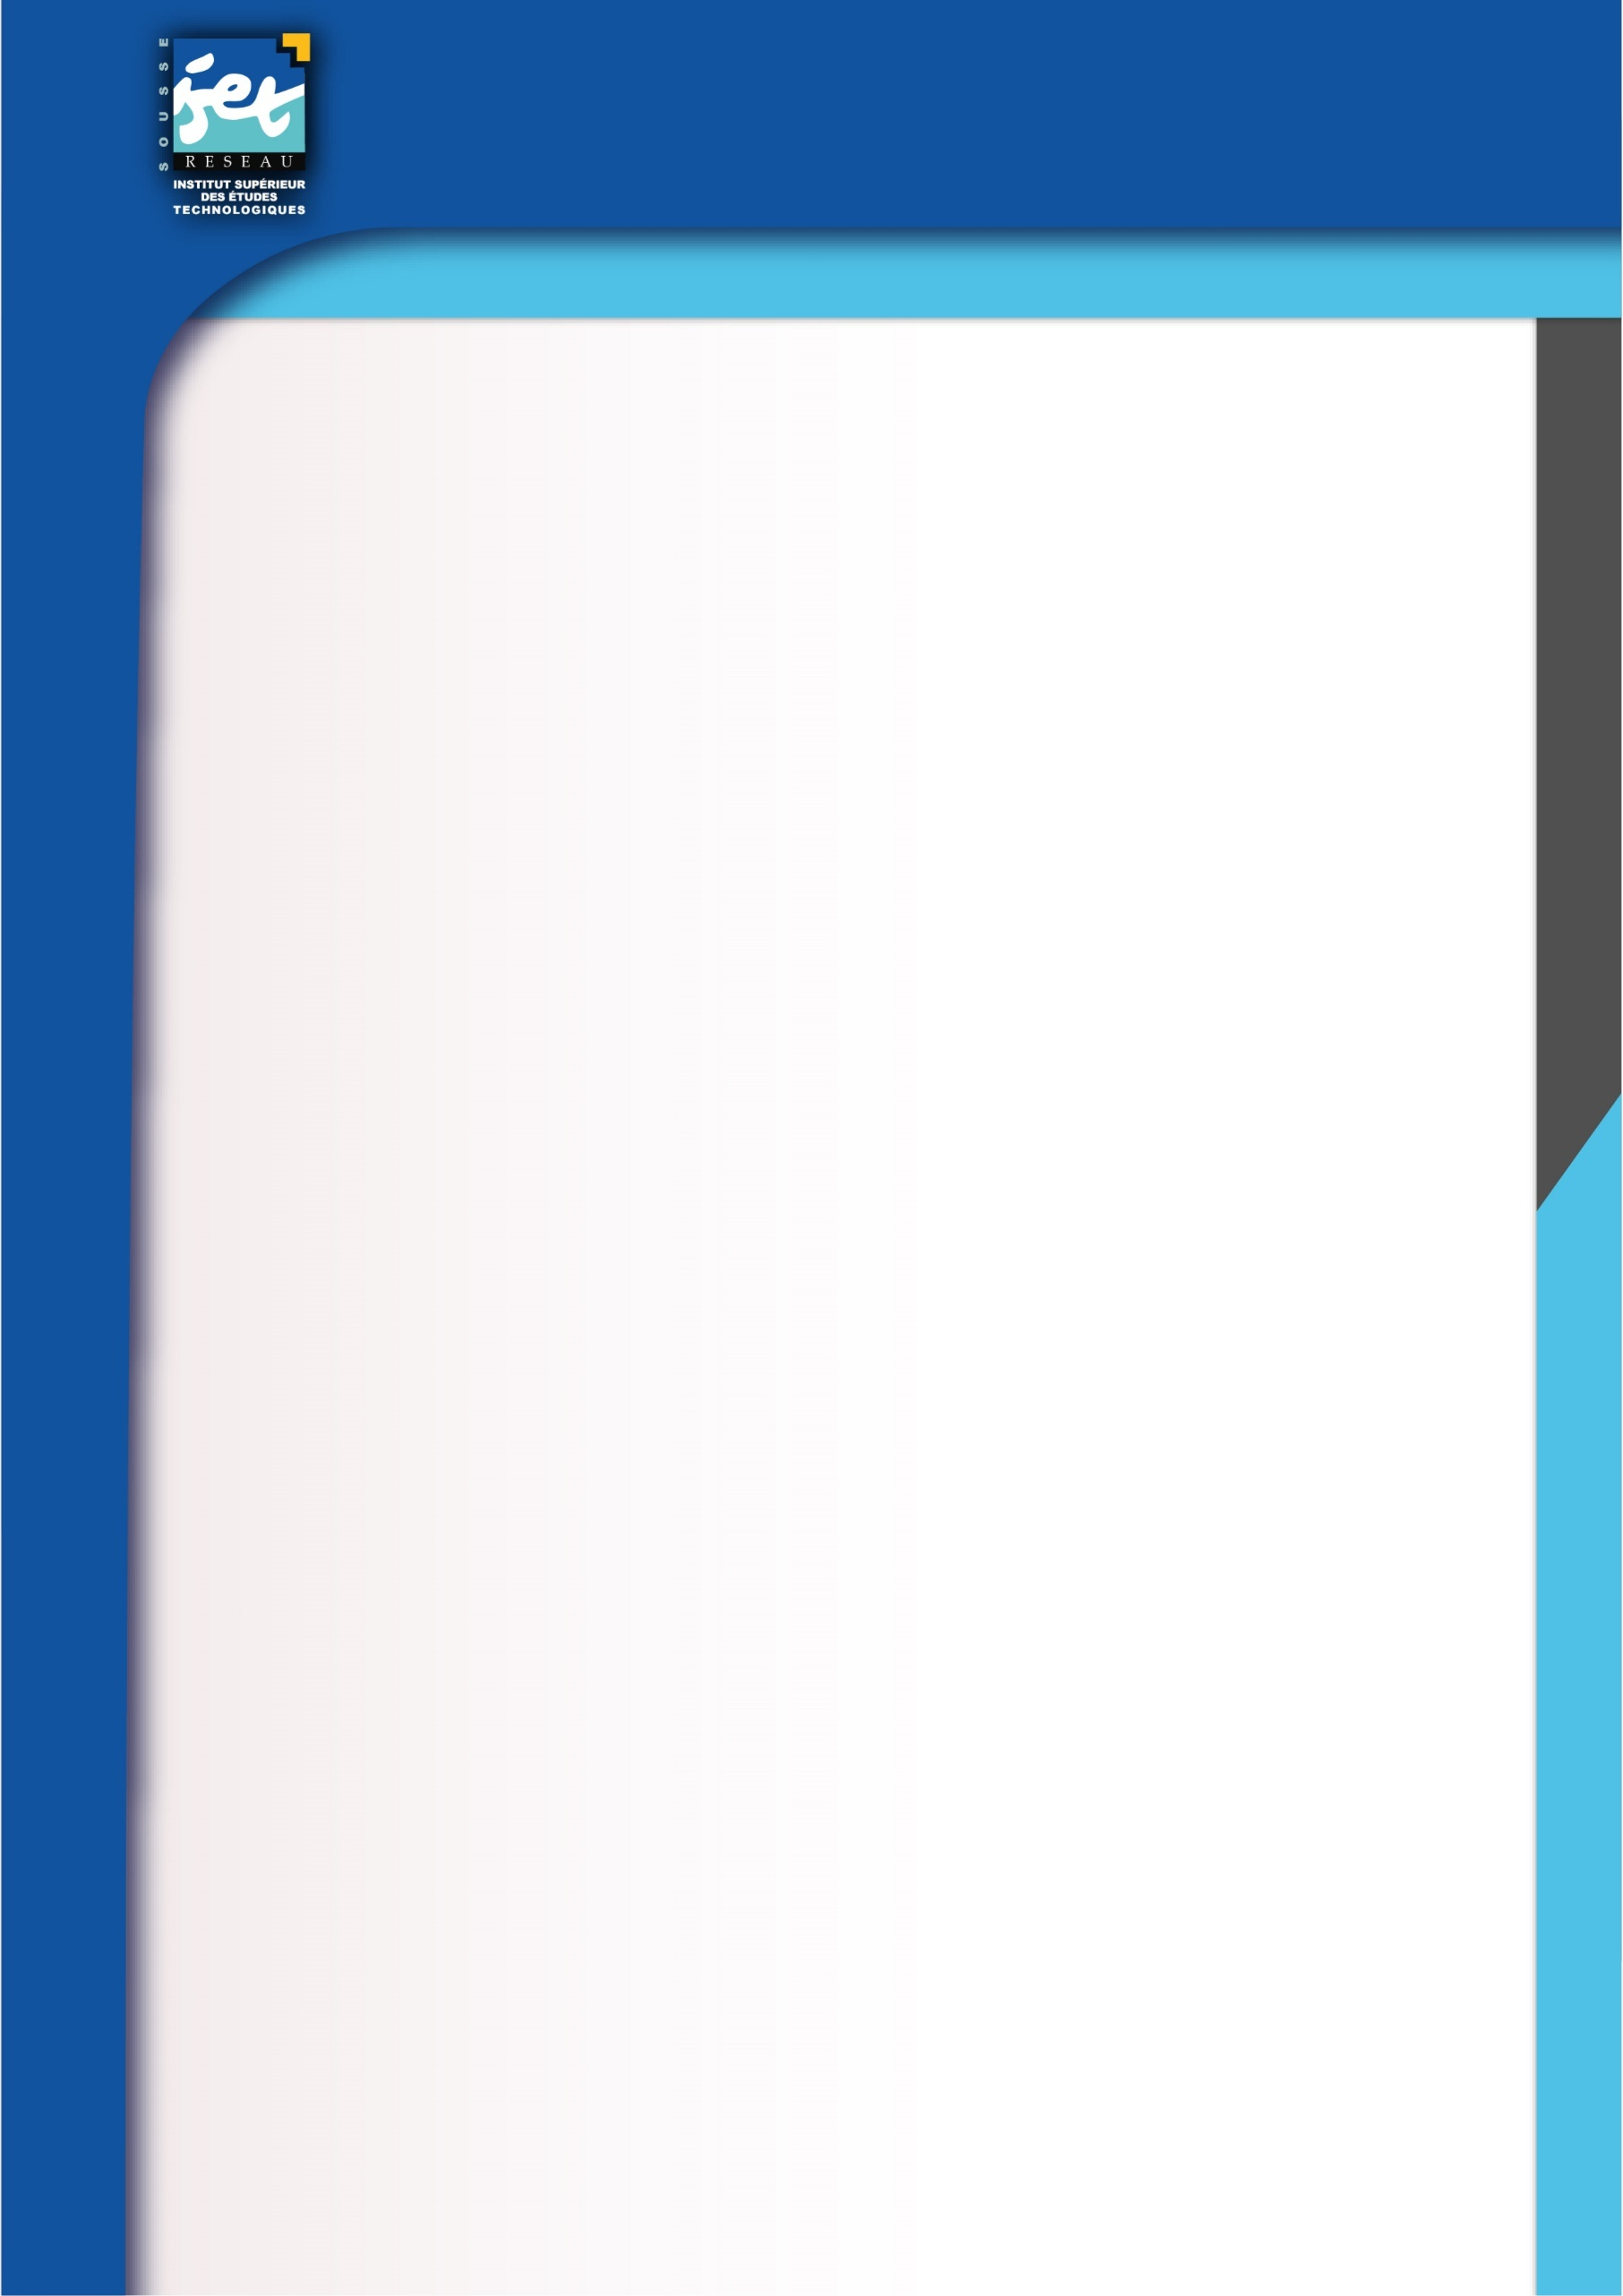 SOUSSE
iset
RESEAU
INSTITUT SUPÉRIEUR
DES ÉTUDES
TECHNOLOGIQUES